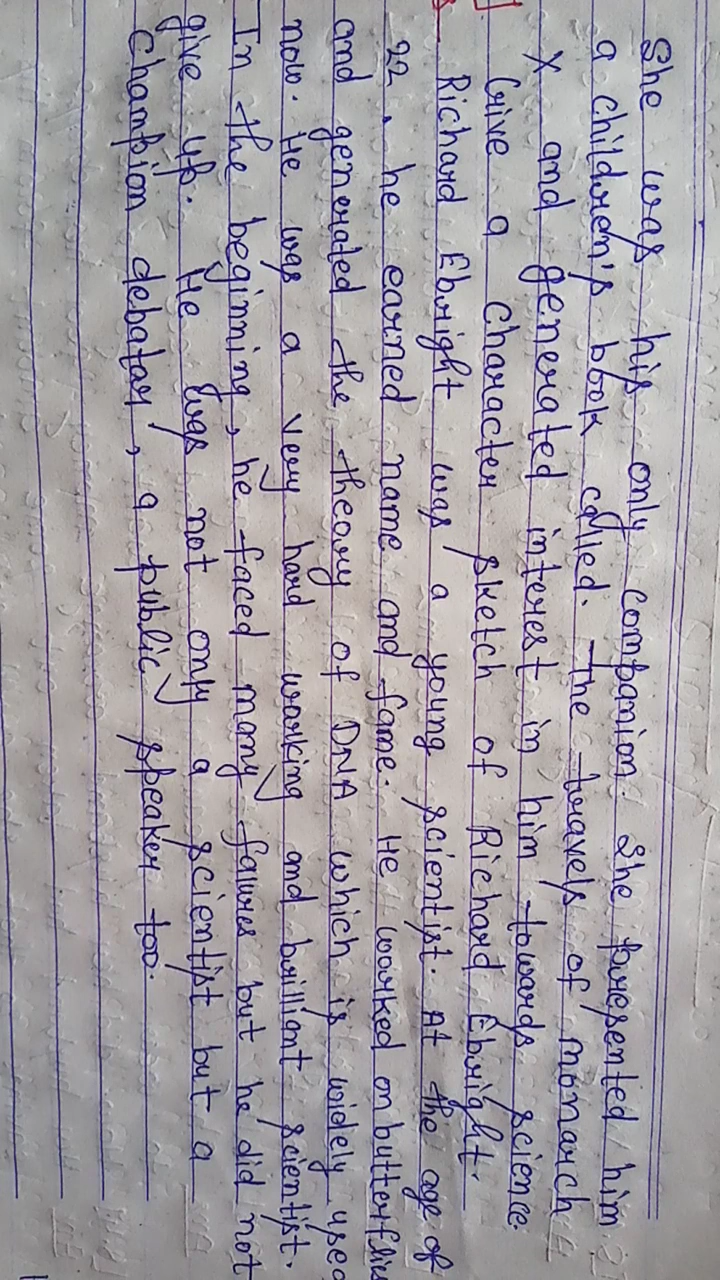 She was his only companion. She presented him
a children's book called. The travels of monarch
X and generated interest in him towards science.
Give a character sketch of Richard Ebright.
Richard Ebright was a young scientist. At the age of
22, he earned name and fame. He worked on butterflies
and generated the theory of DNA which is widely used
now. He was a very hard working and brillient scientist.
In the beginning, he faced many faiures but he did not
give up. He was not only a scientist but a
champion debatar, a public speaker too.